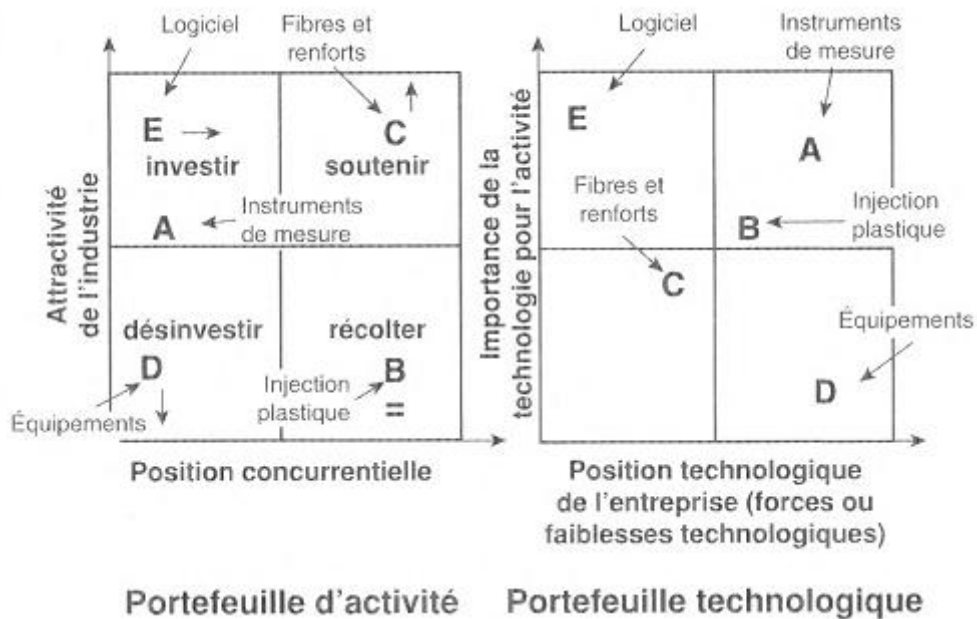 Logiciel
Fibres et
renforts
E
investir
C
soutenir
A
Instruments
de mesure
désinvestir
récolter
D
Équipements
Injection
plastique
B
=
Attractivité
de l'industrie
Position concurrentielle
Portefeuille d'activité
Logiciel
Instruments
de mesure
E
A
Fibres et
renforts
B
Injection
plastique
C
Équipements
D
Importance de la
technologie pour l'activité
Position technologique
de l'entreprise (forces ou
faiblesses technologiques)
Portefeuille technologique